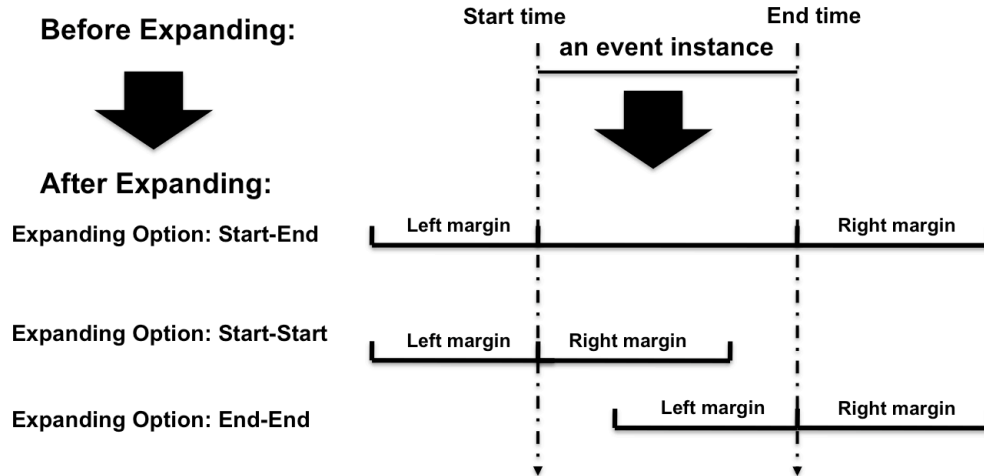 Start time
End time
Before Expanding:
an event instance
After Expanding:
Expanding Option: Start-End
Left margin
Right margin
Expanding Option: Start-Start
Left margin
Right margin
Expanding Option: End-End
Left margin
Right margin